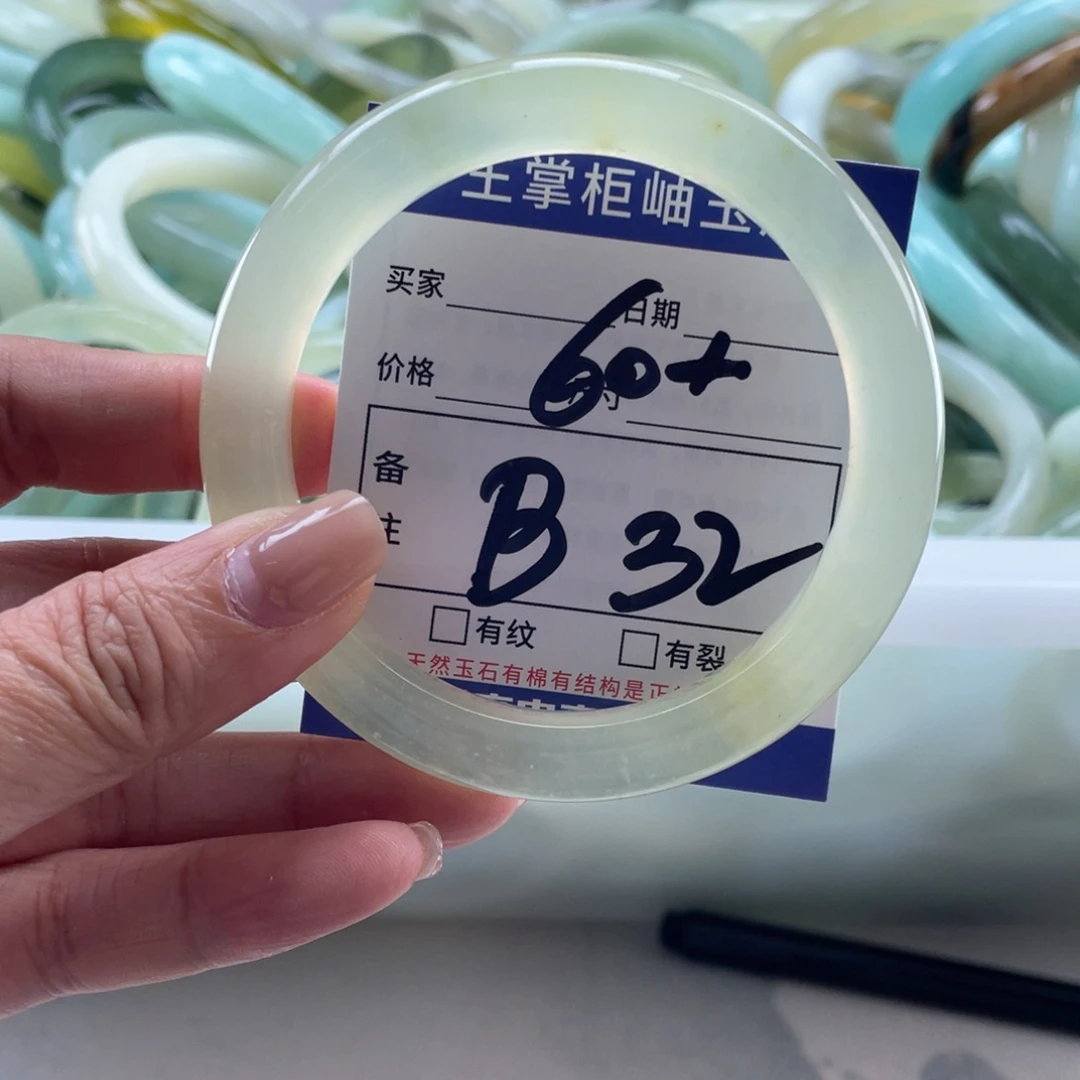 王掌柜岫玉
买家 日期
价格 60+
备 B 32
注
有纹 有裂
天然玉石有棉有结构是正